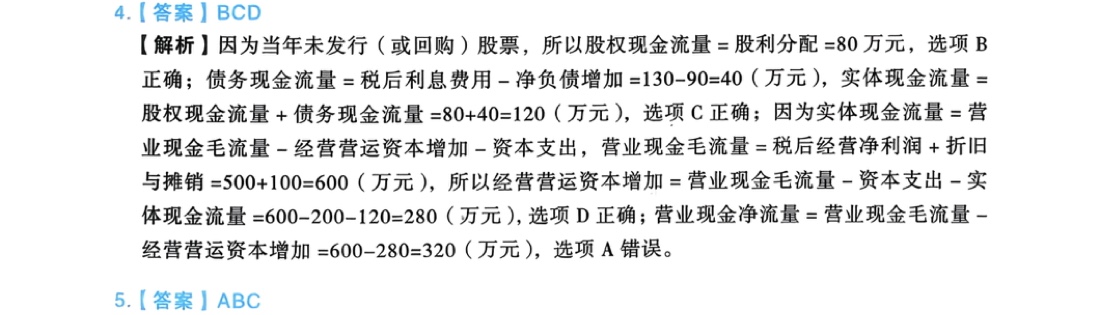 4.【答案】BCD
【解析】因为当年未发行（或回购）股票，所以股权现金流量=股利分配=80万元，选项B
正确；债务现金流量=税后利息费用-净负债增加=130-90=40（万元），实体现金流量=
股权现金流量+债务现金流量=80+40=120（万元），选项C正确；因为实体现金流量=营
业现金毛流量-经营营运资本增加-资本支出，营业现金毛流量=税后经营净利润+折旧
与摊销=500+100=600（万元），所以经营营运资本增加=营业现金毛流量-资本支出-实
体现金流量=600-200-120=280（万元），选项D正确；营业现金净流量=营业现金毛流量-
经营营运资本增加=600-280=320（万元），选项A错误。
5.【答案】ABC